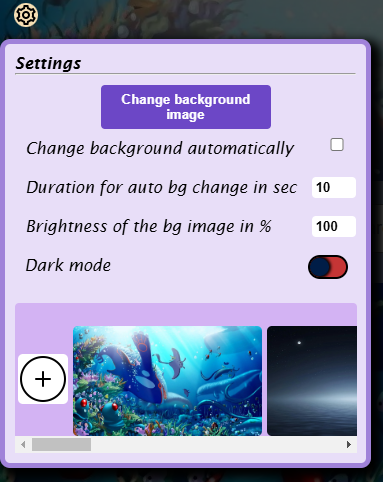 Settings
Change background
image
Change background automatically
Duration for auto bg change in sec 10
Brightness of the bg image in % 100
Dark mode